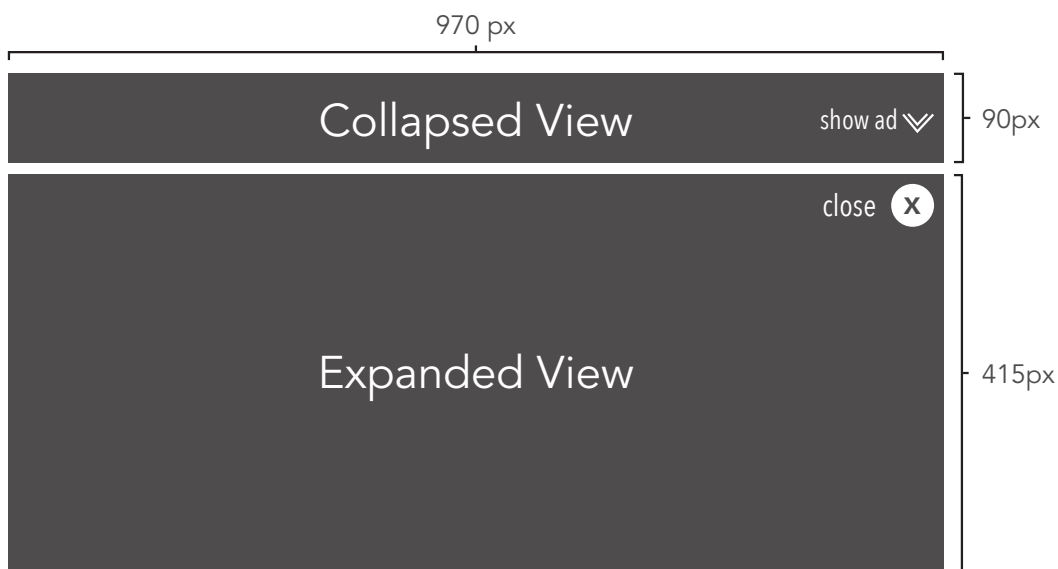 970 px
Collapsed View
show ad
90px
close X
Expanded View
415px